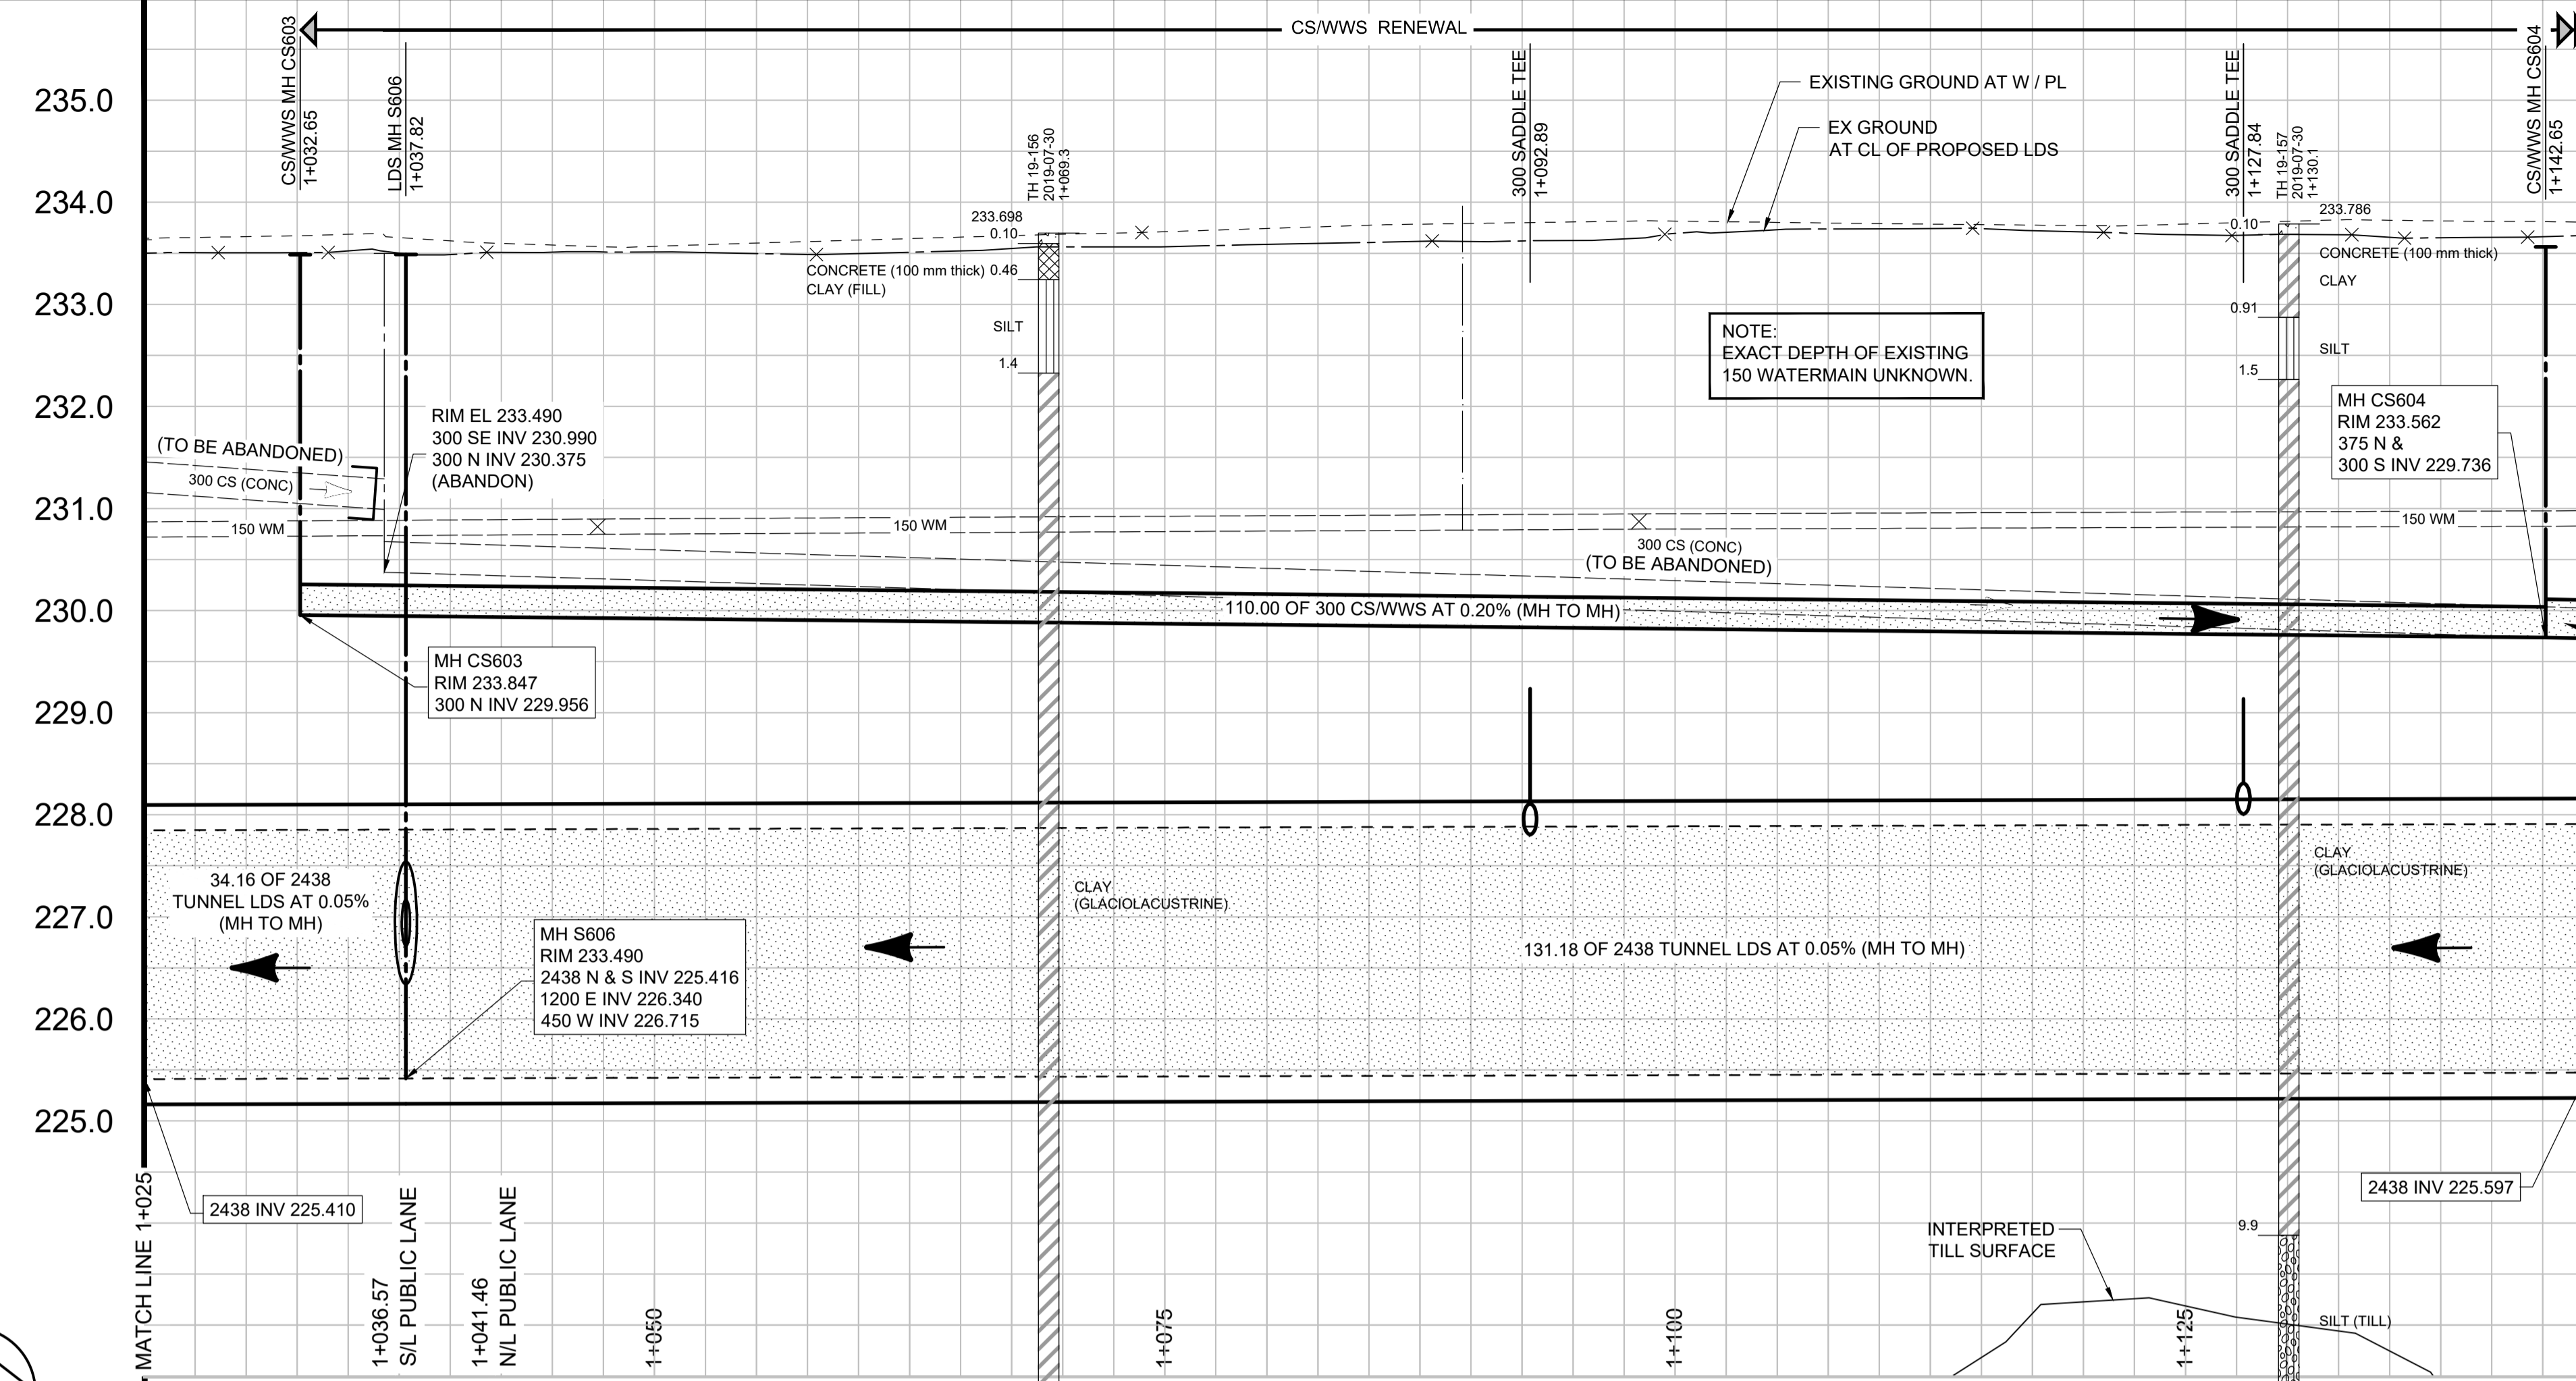 CS/WWS RENEWAL
235.0
234.0
233.0
232.0
231.0
230.0
229.0
228.0
227.0
226.0
225.0
CS/WWS MH CS603
1+032.65
LDS MH S606
1+037.82
TH 19-156
2019-07-30
1+069.3
300 SADDLE TEE
1+092.89
EXISTING GROUND AT W / PL
EX GROUND
AT CL OF PROPOSED LDS
300 SADDLE TEE
1+127.84
TH 19-157
2019-07-30
1+130.1
CS/WWS MH CS604
1+142.65
233.698
0.10
CONCRETE (100 mm thick) 0.46
CLAY (FILL)
SILT
1.4
233.786
0.10
CONCRETE (100 mm thick)
CLAY
0.91
SILT
1.5
NOTE:
EXACT DEPTH OF EXISTING
150 WATERMAIN UNKNOWN.
MH CS604
RIM 233.562
375 N &
300 S INV 229.736
RIM EL 233.490
300 SE INV 230.990
300 N INV 230.375
(ABANDON)
(TO BE ABANDONED)
300 CS (CONC)
150 WM
150 WM
150 WM
300 CS (CONC)
(TO BE ABANDONED)
110.00 OF 300 CS/WWS AT 0.20% (MH TO MH)
MH CS603
RIM 233.847
300 N INV 229.956
34.16 OF 2438
TUNNEL LDS AT 0.05%
(MH TO MH)
MH S606
RIM 233.490
2438 N & S INV 225.416
1200 E INV 226.340
450 W INV 226.715
CLAY
(GLACIOLACUSTRINE)
131.18 OF 2438 TUNNEL LDS AT 0.05% (MH TO MH)
CLAY
(GLACIOLACUSTRINE)
2438 INV 225.410
2438 INV 225.597
9.9
INTERPRETED
TILL SURFACE
SILT (TILL)
MATCH LINE 1+025
1+036.57
S/L PUBLIC LANE
1+041.46
N/L PUBLIC LANE
1+050
1+075
1+100
1+125